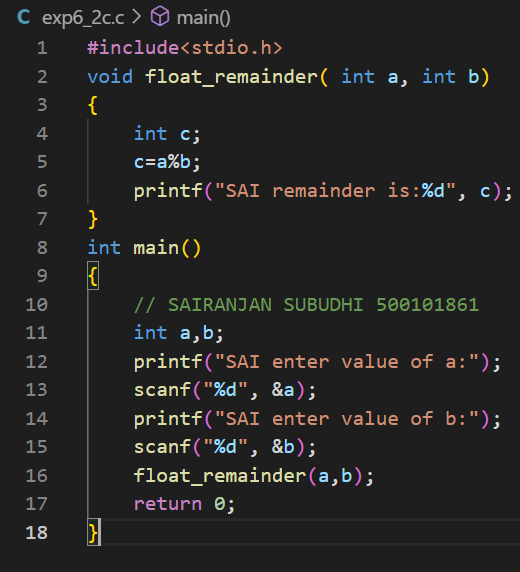 C exp6_2c.c > main()
1 #include<stdio.h>
2 void float_remainder( int a, int b)
3 {
4     int c;
5     c=a%b;
6     printf("SAI remainder is:%d", c);
7 }
8 int main()
9 {
10     // SAIRANJAN SUBUDHI 500101861
11     int a,b;
12     printf("SAI enter value of a:");
13     scanf("%d", &a);
14     printf("SAI enter value of b:");
15     scanf("%d", &b);
16     float_remainder(a,b);
17     return 0;
18 }